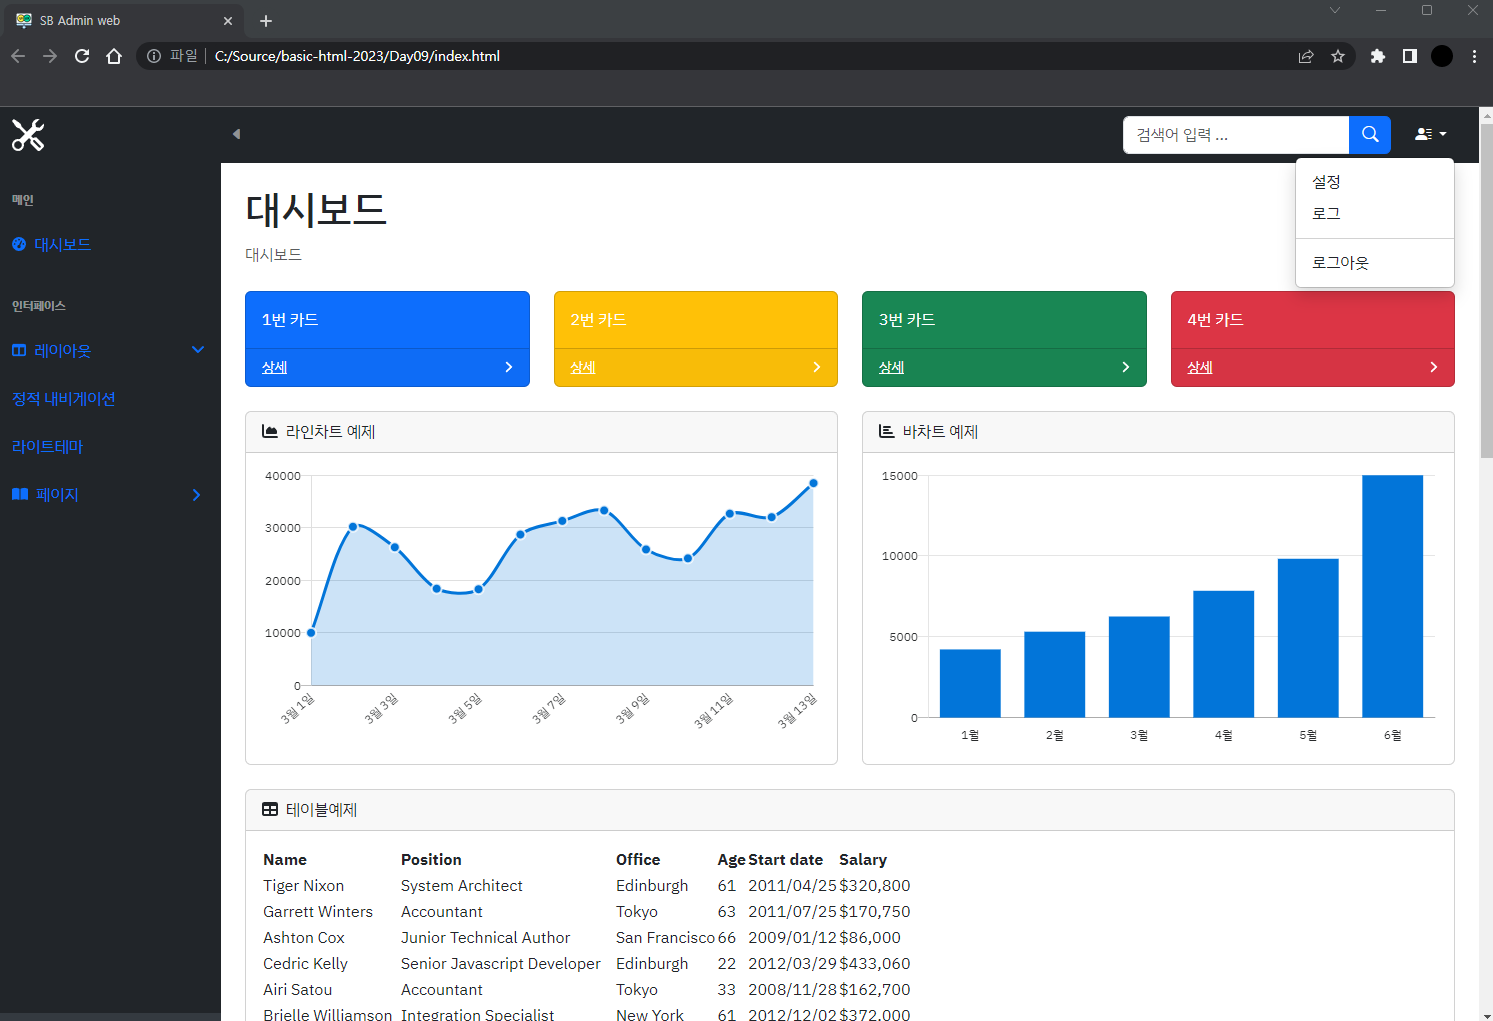 SB Admin web
파일 C:/Source/basic-html-2023/Day09/index.html
검색어 입력 ...
설정
로그
로그아웃
메인
대시보드
인터페이스
레이아웃
정적 내비게이션
라이트테마
페이지
대시보드
대시보드
1번 카드
상세
2번 카드
상세
3번 카드
상세
4번 카드
상세
라인차트 예제
40000
30000
20000
10000
0
3월 1일 3월 3일 3월 5일 3월 7일 3월 9일 3월 11일 3월 13일
바차트 예제
15000
10000
5000
0
1월 2월 3월 4월 5월 6월
테이블예제
Name Position Office Age Start date Salary
Tiger Nixon System Architect Edinburgh 61 2011/04/25 $320,800
Garrett Winters Accountant Tokyo 63 2011/07/25 $170,750
Ashton Cox Junior Technical Author San Francisco 66 2009/01/12 $86,000
Cedric Kelly Senior Javascript Developer Edinburgh 22 2012/03/29 $433,060
Airi Satou Accountant Tokyo 33 2008/11/28 $162,700
Brielle Williamson Integration Specialist New York 61 2012/12/02 $372,000